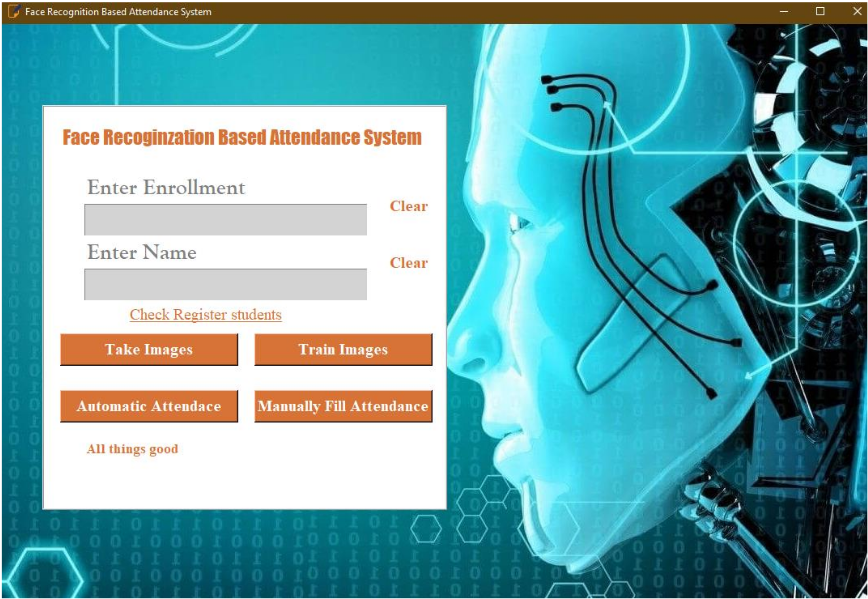 Face Recognition Based Attendance System
Face Recoginzation Based Attendance System
Enter Enrollment
Clear
Enter Name
Clear
Check Register students
Take Images
Train Images
Automatic Attendace
Manually Fill Attendance
All things good